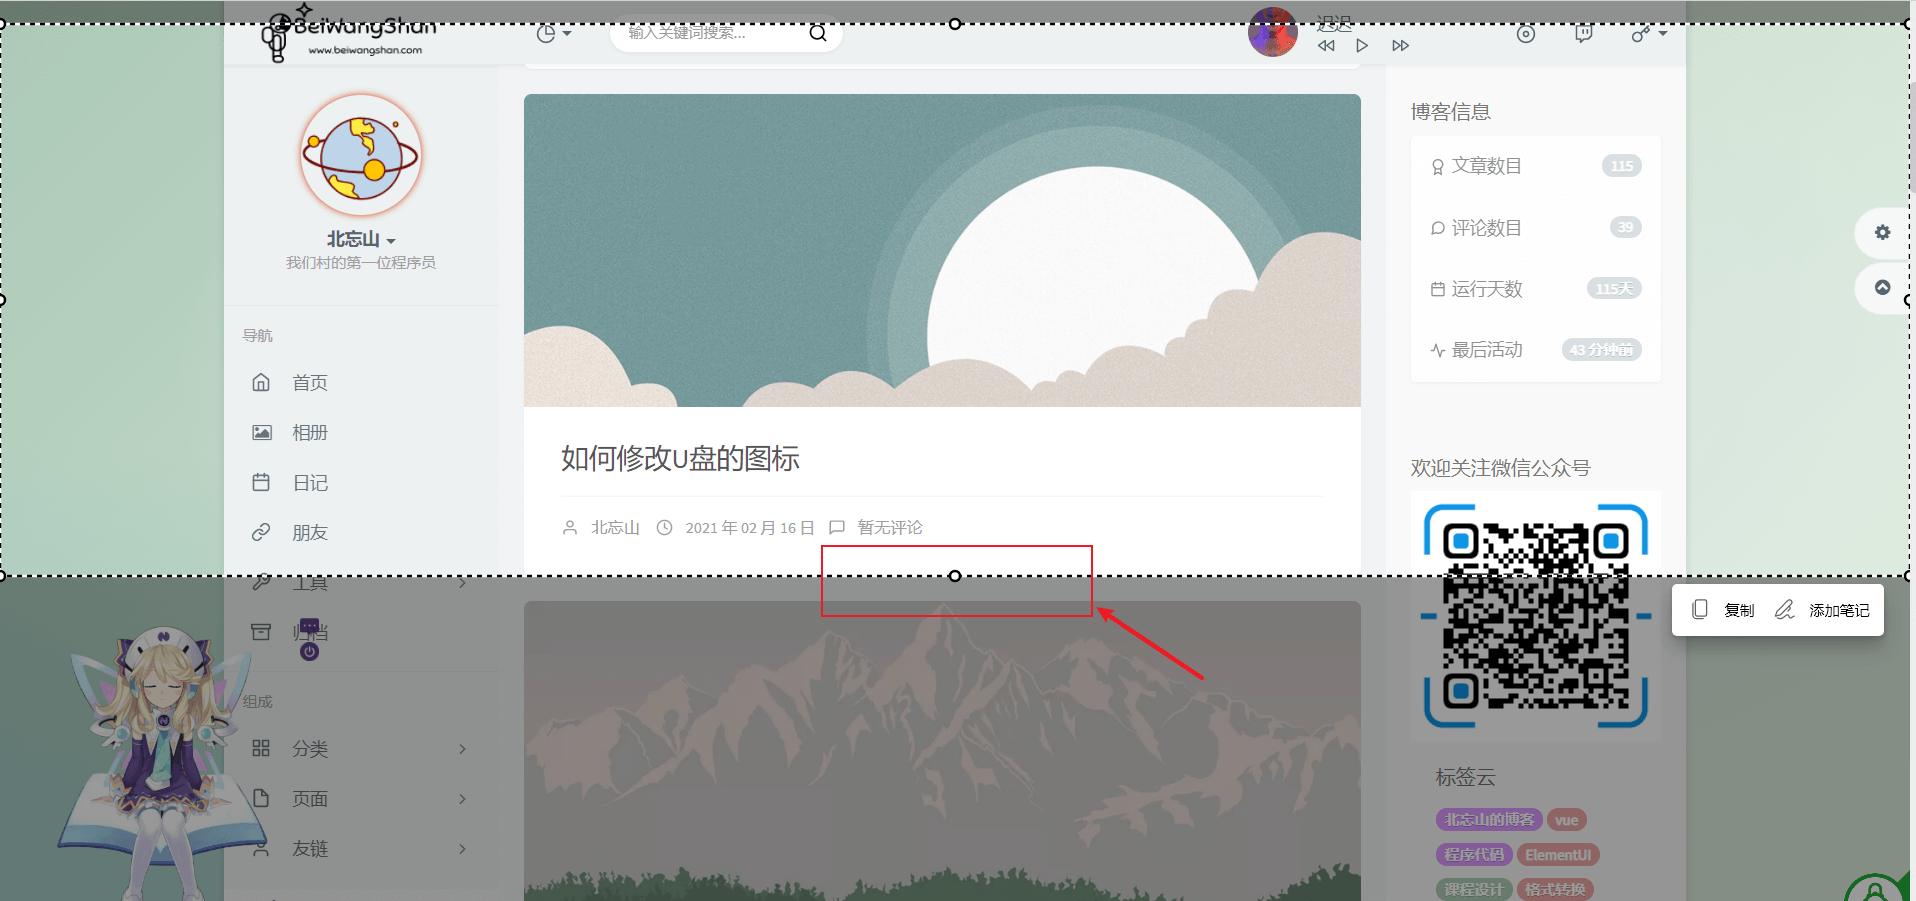 BeiWangShan
www.beiwangshan.com
输入关键词搜索...
迟迟
北忘山
我们村的第一位程序员
导航
首页
相册
日记
朋友
工具
归档
组成
分类
页面
友链
如何修改U盘的图标
北忘山 2021 年 02 月 16 日 暂无评论
博客信息
文章数目 115
评论数目 39
运行天数 115天
最后活动 43 分钟前
欢迎关注微信公众号
复制 添加笔记
标签云
北忘山的博客 vue
程序代码 ElementUI
课程设计 格式转换